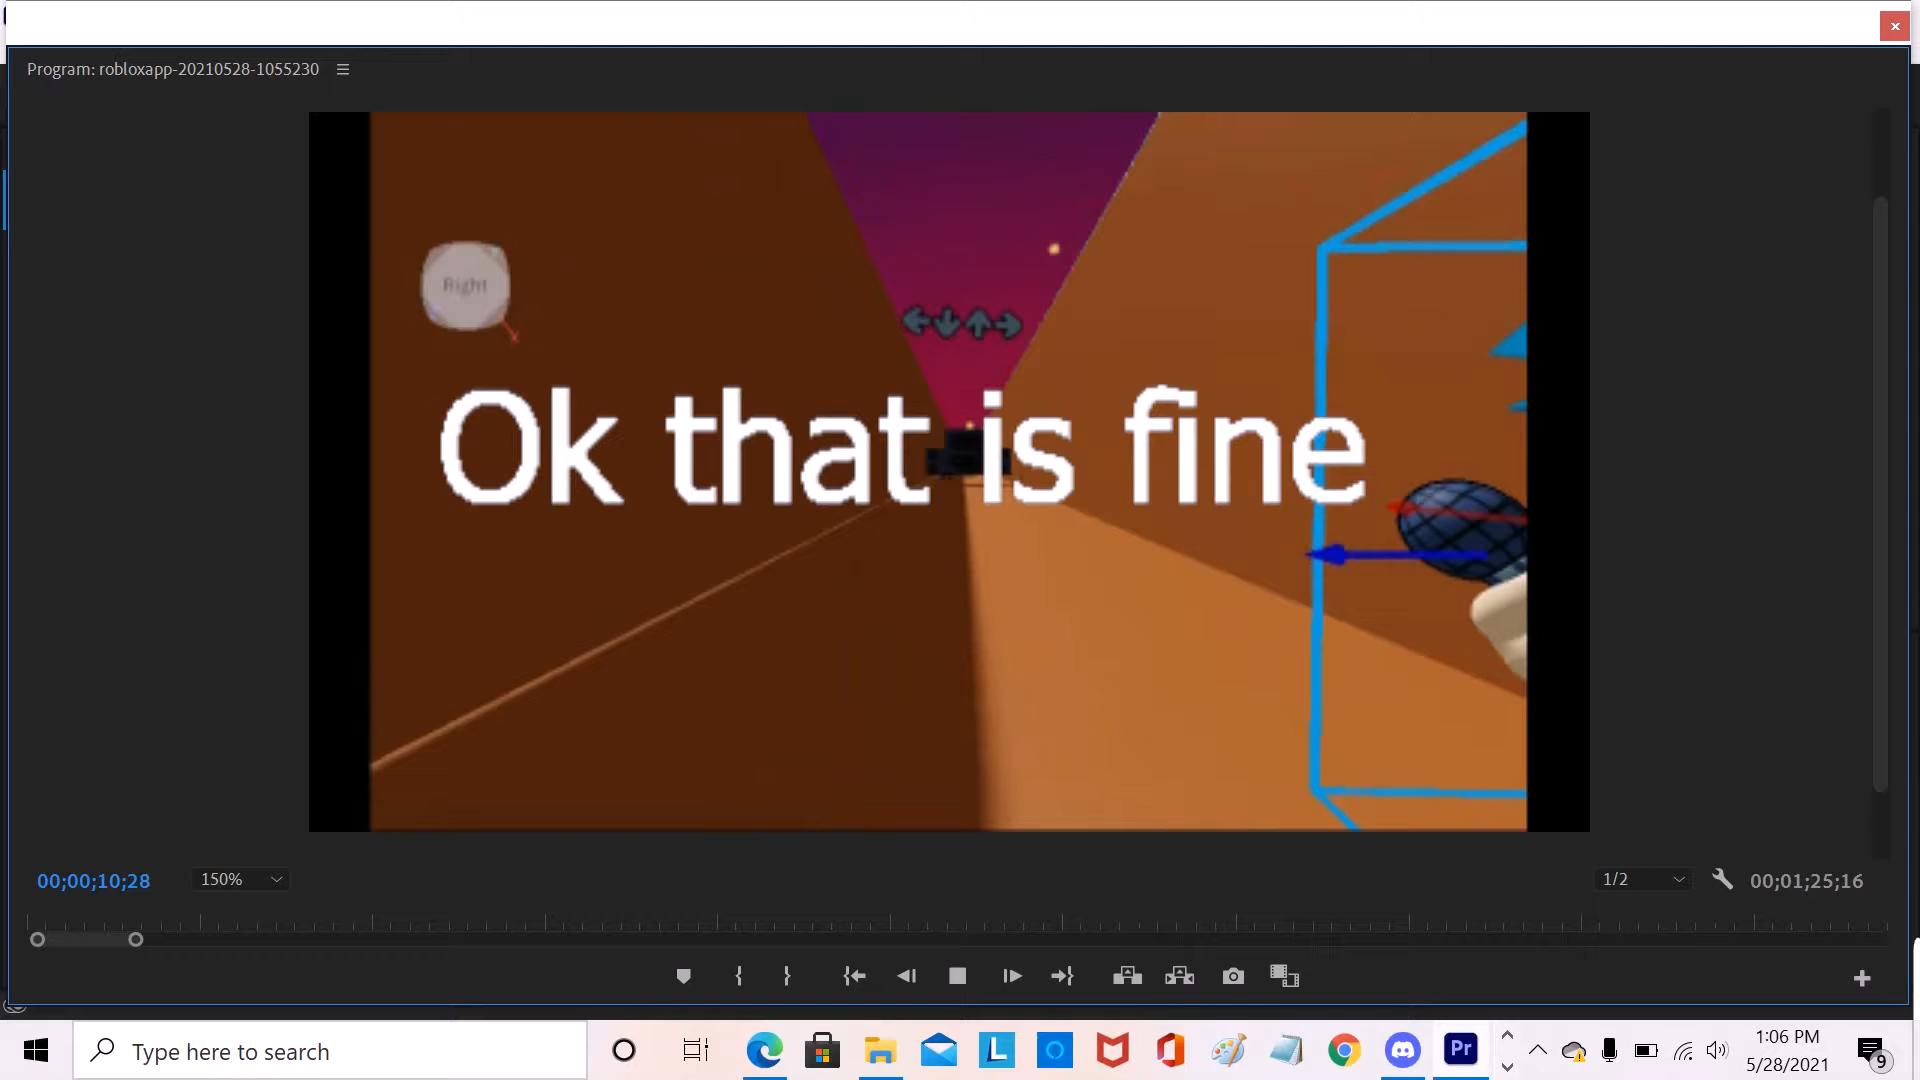 Program: robloxapp-20210528-1055230
Right
X
Ok that is fine
00;00;10;28
150%
1/2
00;01;25;16
Type here to search
L
Pr
1:06 PM
5/28/2021
9